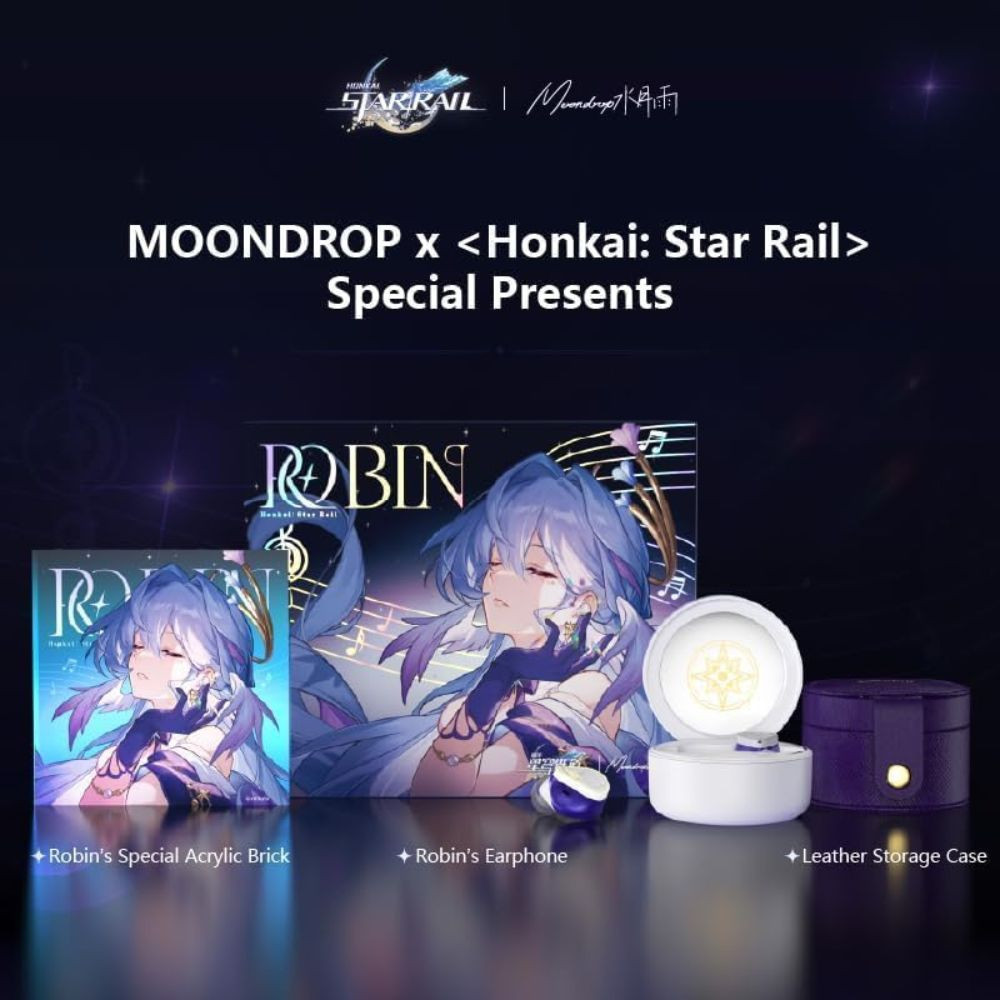 HONKAI
STAR RAIL
Moondrop水月雨
MOONDROP x <Honkai: Star Rail>
Special Presents
ROBIN
Honkai: Star Rail
ROBIN
Moondrop
✦Robin's Special Acrylic Brick
✦Robin's Earphone
✦Leather Storage Case